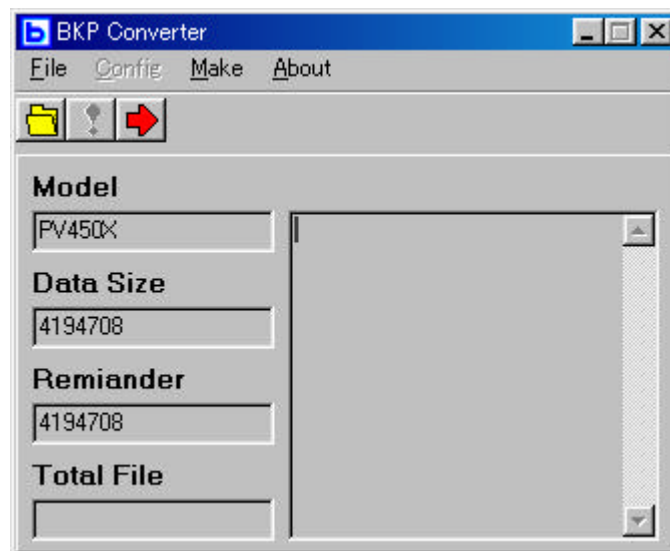 BKP Converter
File Config Make About
Model
PV450X
Data Size
4194708
Remiander
4194708
Total File